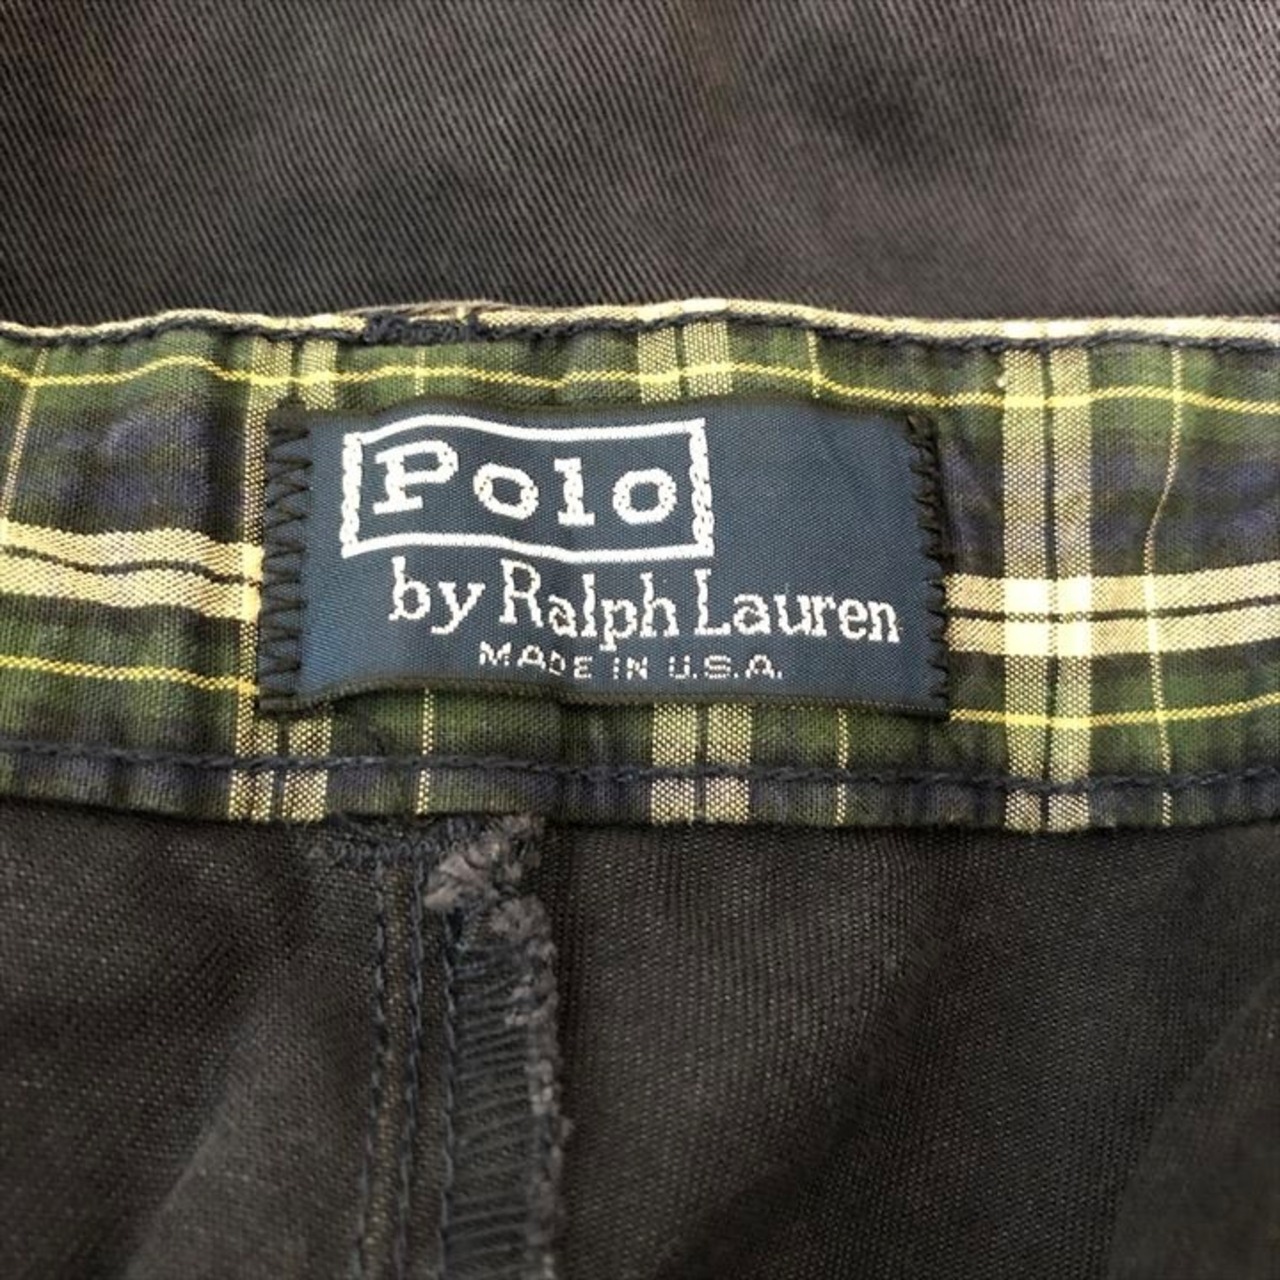 Polo
by Ralph Lauren
MADE IN U.S.A.